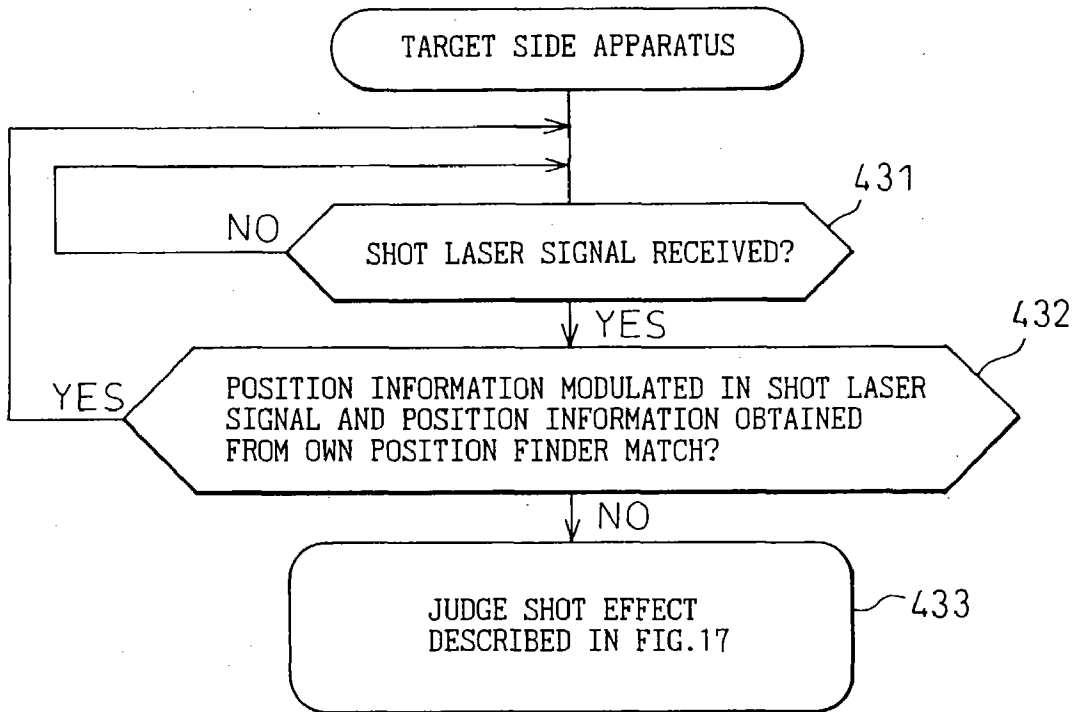 TARGET SIDE APPARATUS
431
NO
SHOT LASER SIGNAL RECEIVED?
YES
432
YES
POSITION INFORMATION MODULATED IN SHOT LASER
SIGNAL AND POSITION INFORMATION OBTAINED
FROM OWN POSITION FINDER MATCH?
NO
JUDGE SHOT EFFECT
DESCRIBED IN FIG.17
433